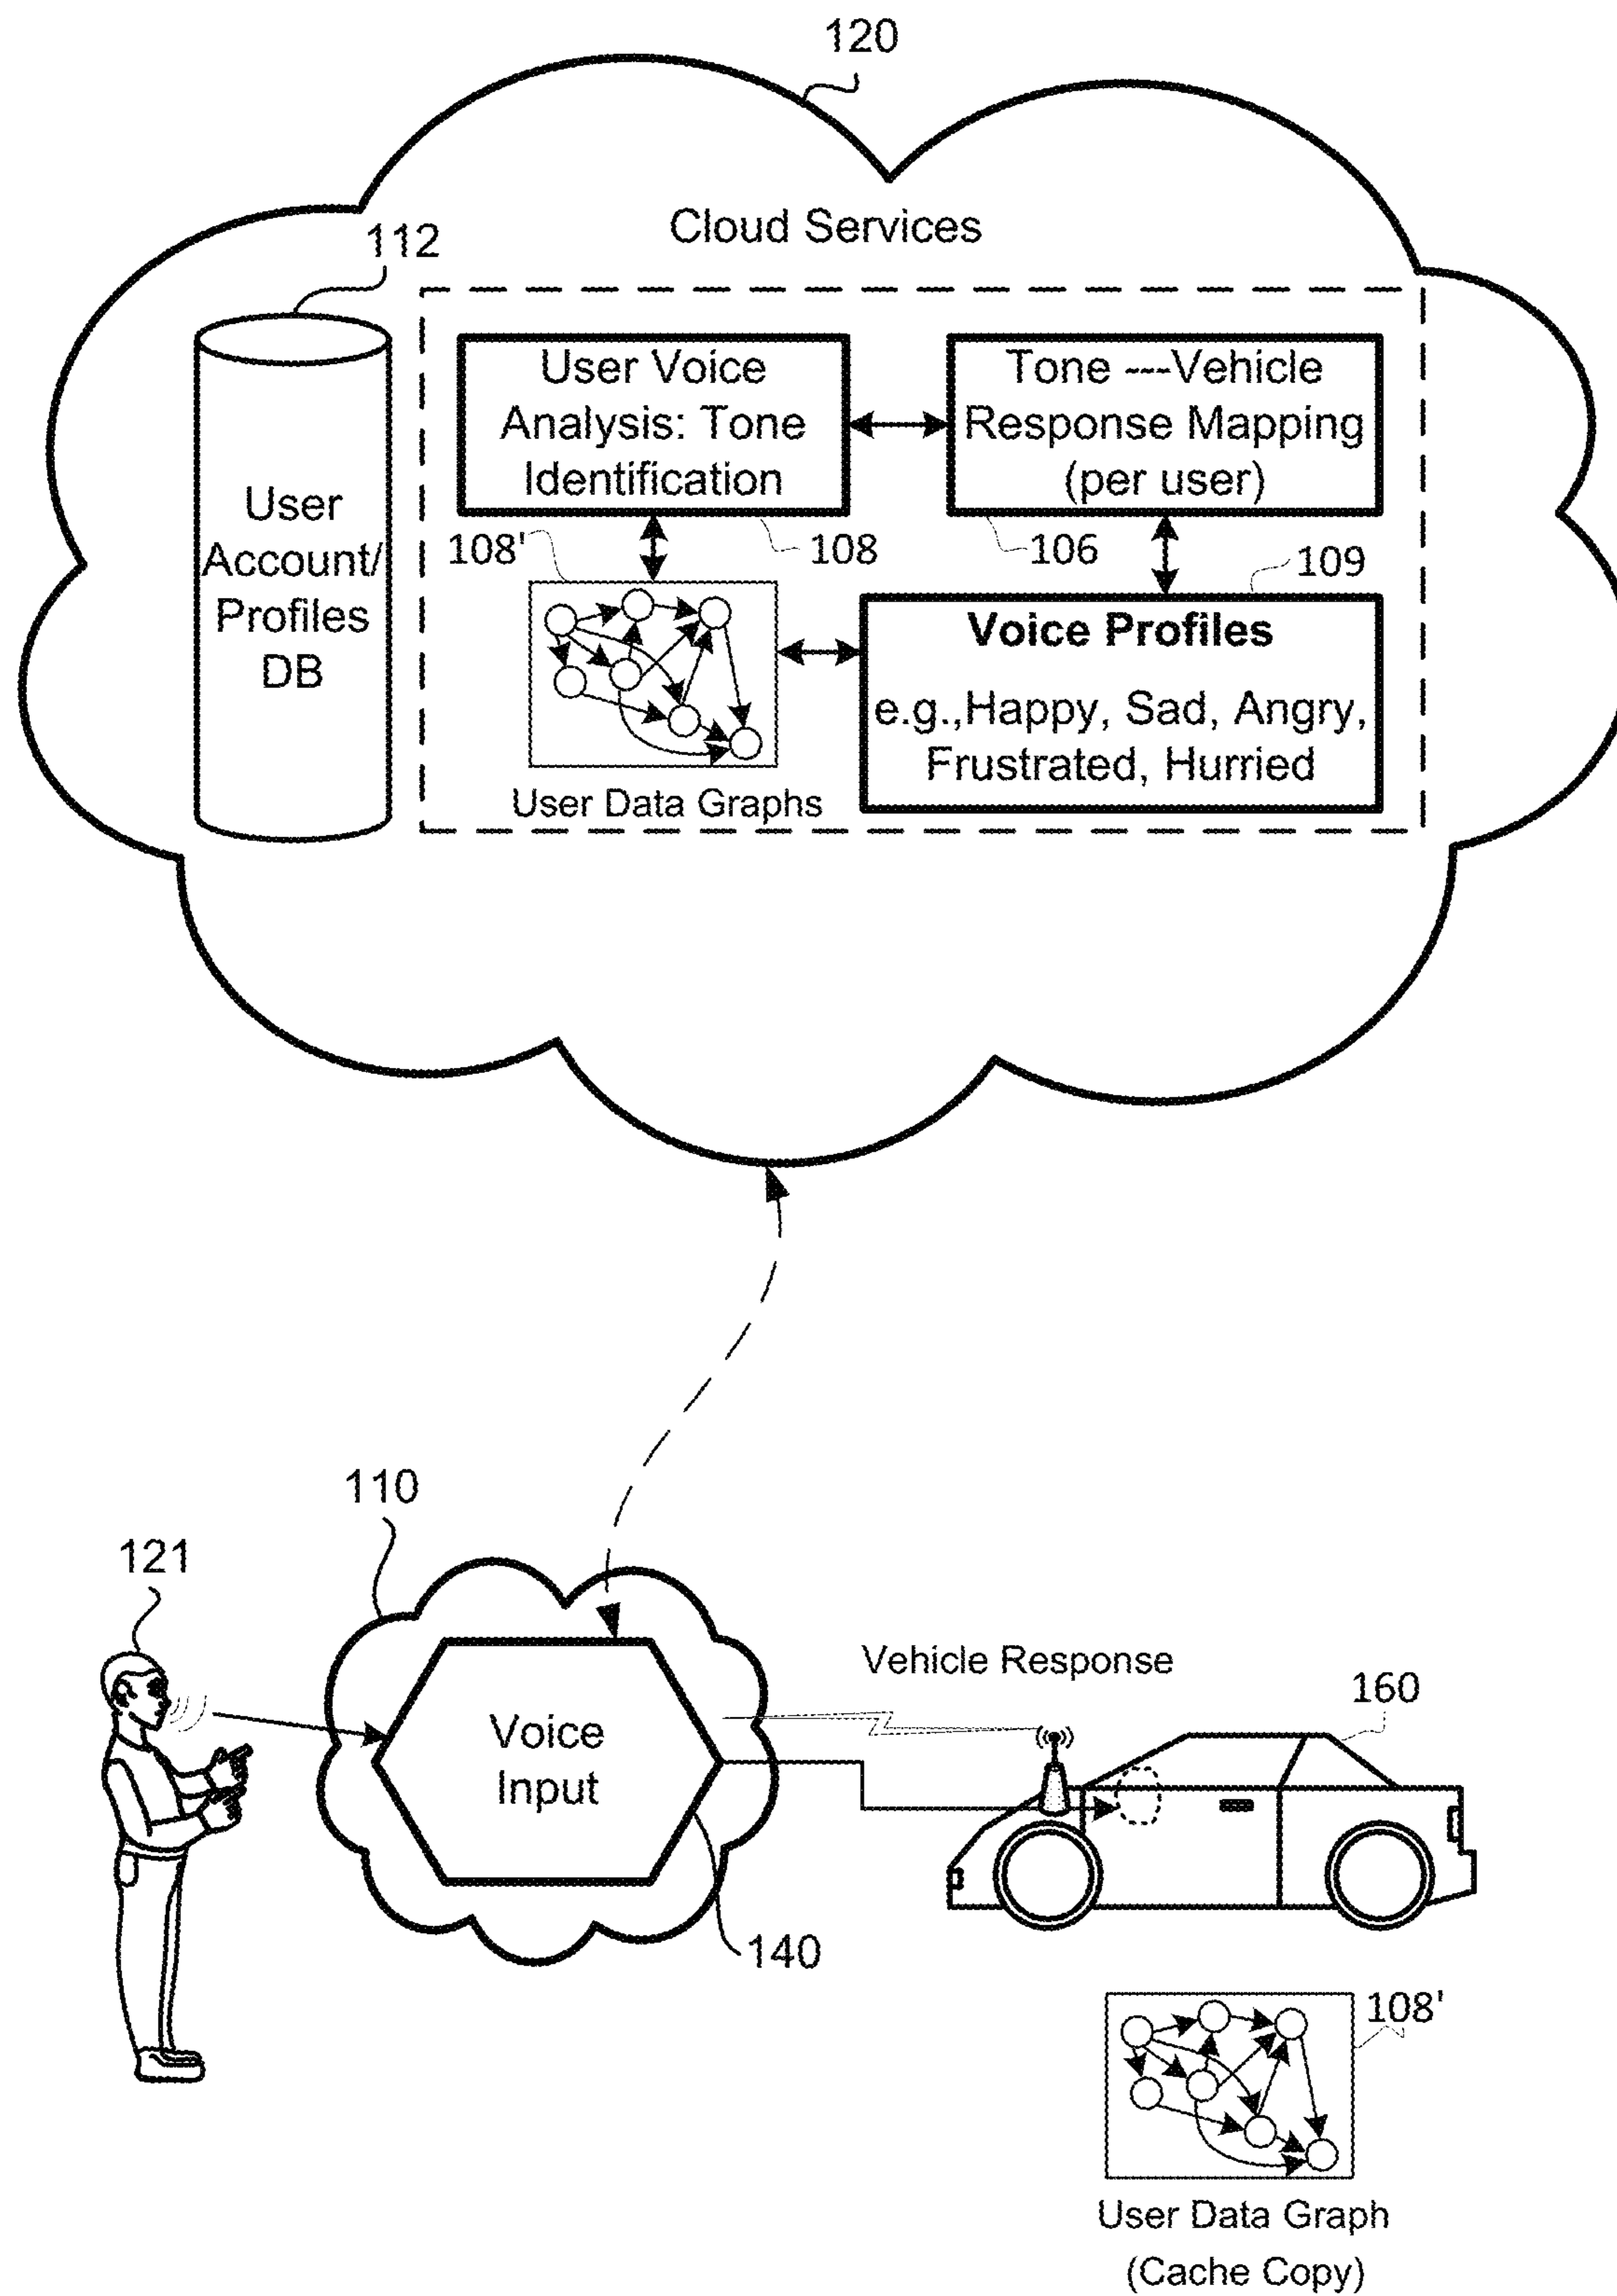 120
Cloud Services
112
User
Account/
Profiles
DB
User Voice
Analysis: Tone
Identification
Tone ---Vehicle
Response Mapping
(per user)
108'
108
106
109
Voice Profiles
e.g.,Happy, Sad, Angry,
Frustrated, Hurried
User Data Graphs
110
121
Voice
Input
Vehicle Response
160
140
108'
User Data Graph
(Cache Copy)